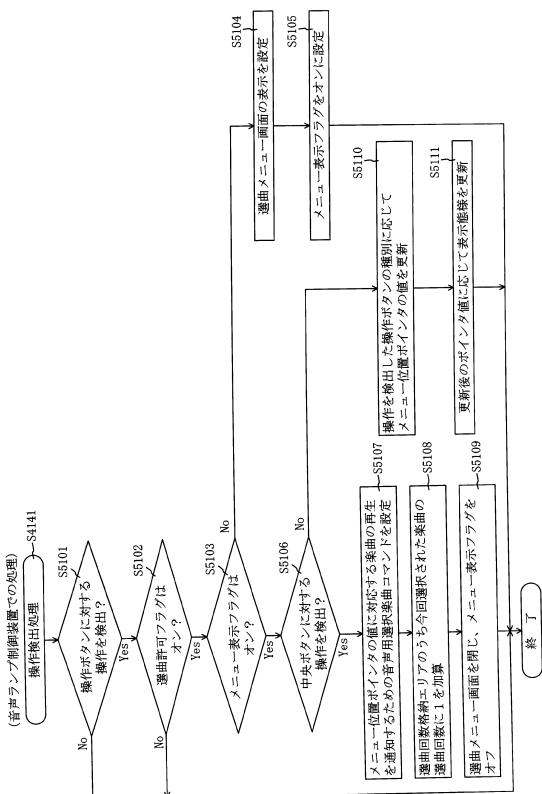 (音声ランプ制御装置での処理)
操作検出処理
S4141
S5101
操作ボタンに対する
操作を検出?
No
Yes
S5102
選曲許可フラグは
オン?
No
Yes
S5103
メニュー表示フラグは
オン?
No
Yes
S5104
選曲メニュー画面の表示を設定
S5105
メニュー表示フラグをオンに設定
S5106
中央ボタンに対する
操作を検出?
No
Yes
S5107
メニュー位置ポインタの値に対応する楽曲の再生
を通知するための音声用選択楽曲コマンドを設定
S5108
選曲回数格納エリアのうち今回選択された楽曲の
選曲回数に1を加算
S5109
選曲メニュー画面を閉じ、メニュー表示フラグを
オフ
S5110
操作を検出した操作ボタンの種別に応じて
メニュー位置ポインタの値を更新
S5111
更新後のポインタ値に応じて表示態様を更新
終 了